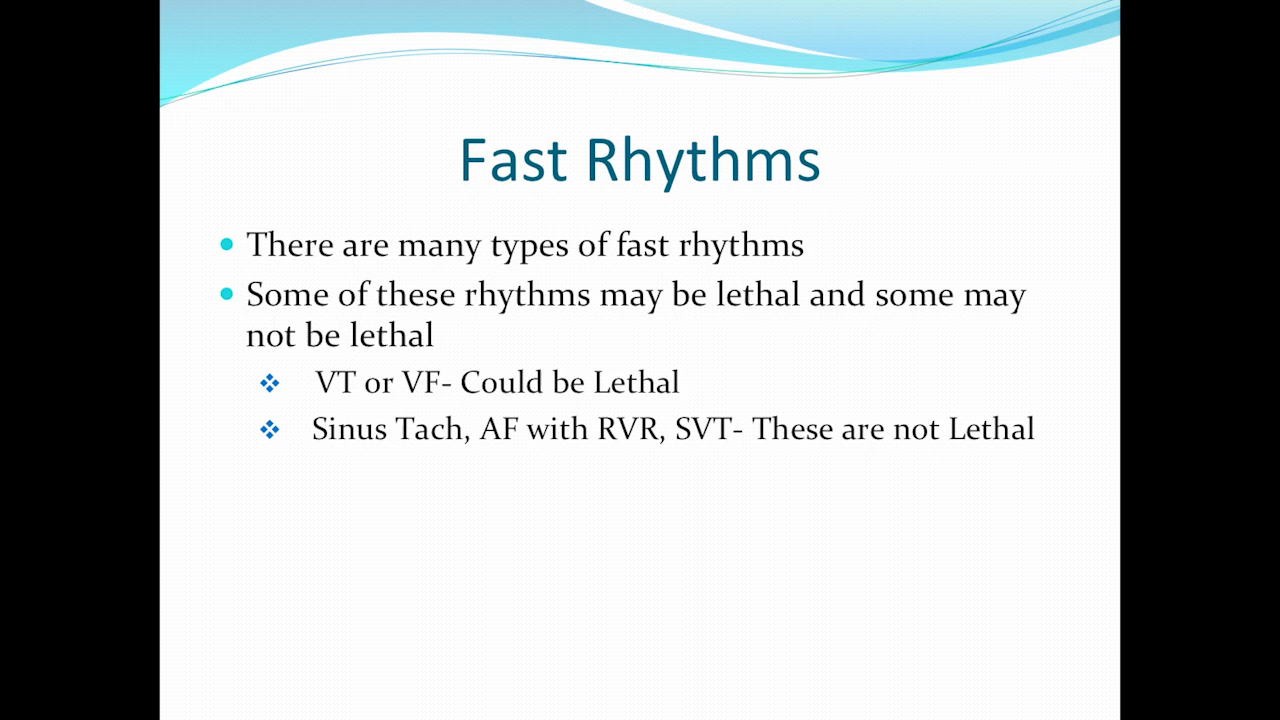 Fast Rhythms
There are many types of fast rhythms
Some of these rhythms may be lethal and some may
not be lethal
VT or VF- Could be Lethal
Sinus Tach, AF with RVR, SVT- These are not Lethal